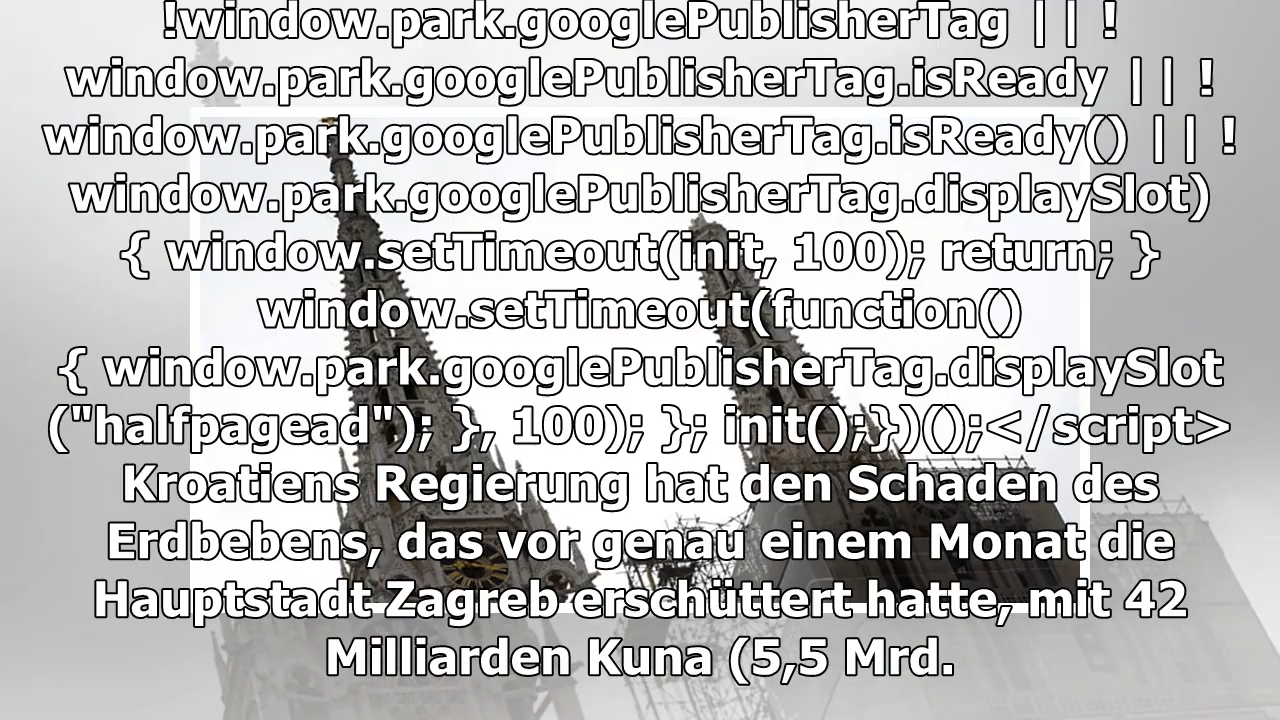 !window.park.googlePublisherTag || !
window.park.googlePublisherTag.isReady || !
window.park.googlePublisherTag.isReady() || !
window.park.googlePublisherTag.displaySlot)
{ window.setTimeout(init, 100); return; }
window.setTimeout(function()
{ window.park.googlePublisherTag.displaySlot
("halfpagead"); }, 100); }; init();})();</script>
Kroatiens Regierung hat den Schaden des
Erdbebens, das vor genau einem Monat die
Hauptstadt Zagreb erschüttert hatte, mit 42
Milliarden Kuna (5,5 Mrd.